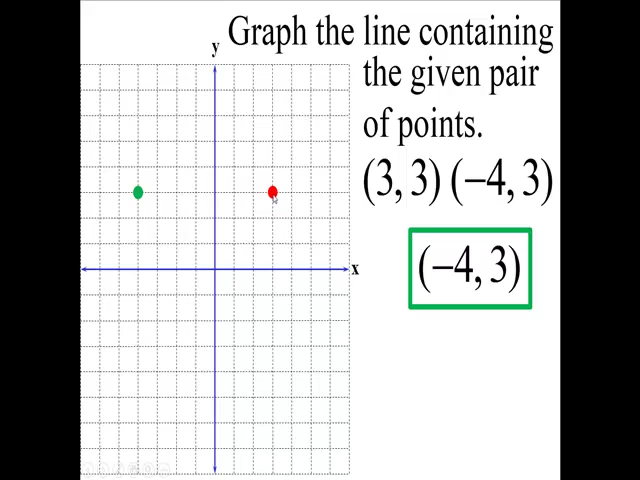 Graph the line containing
the given pair
of points.
(3, 3) (−4, 3)
(−4, 3)
y
x